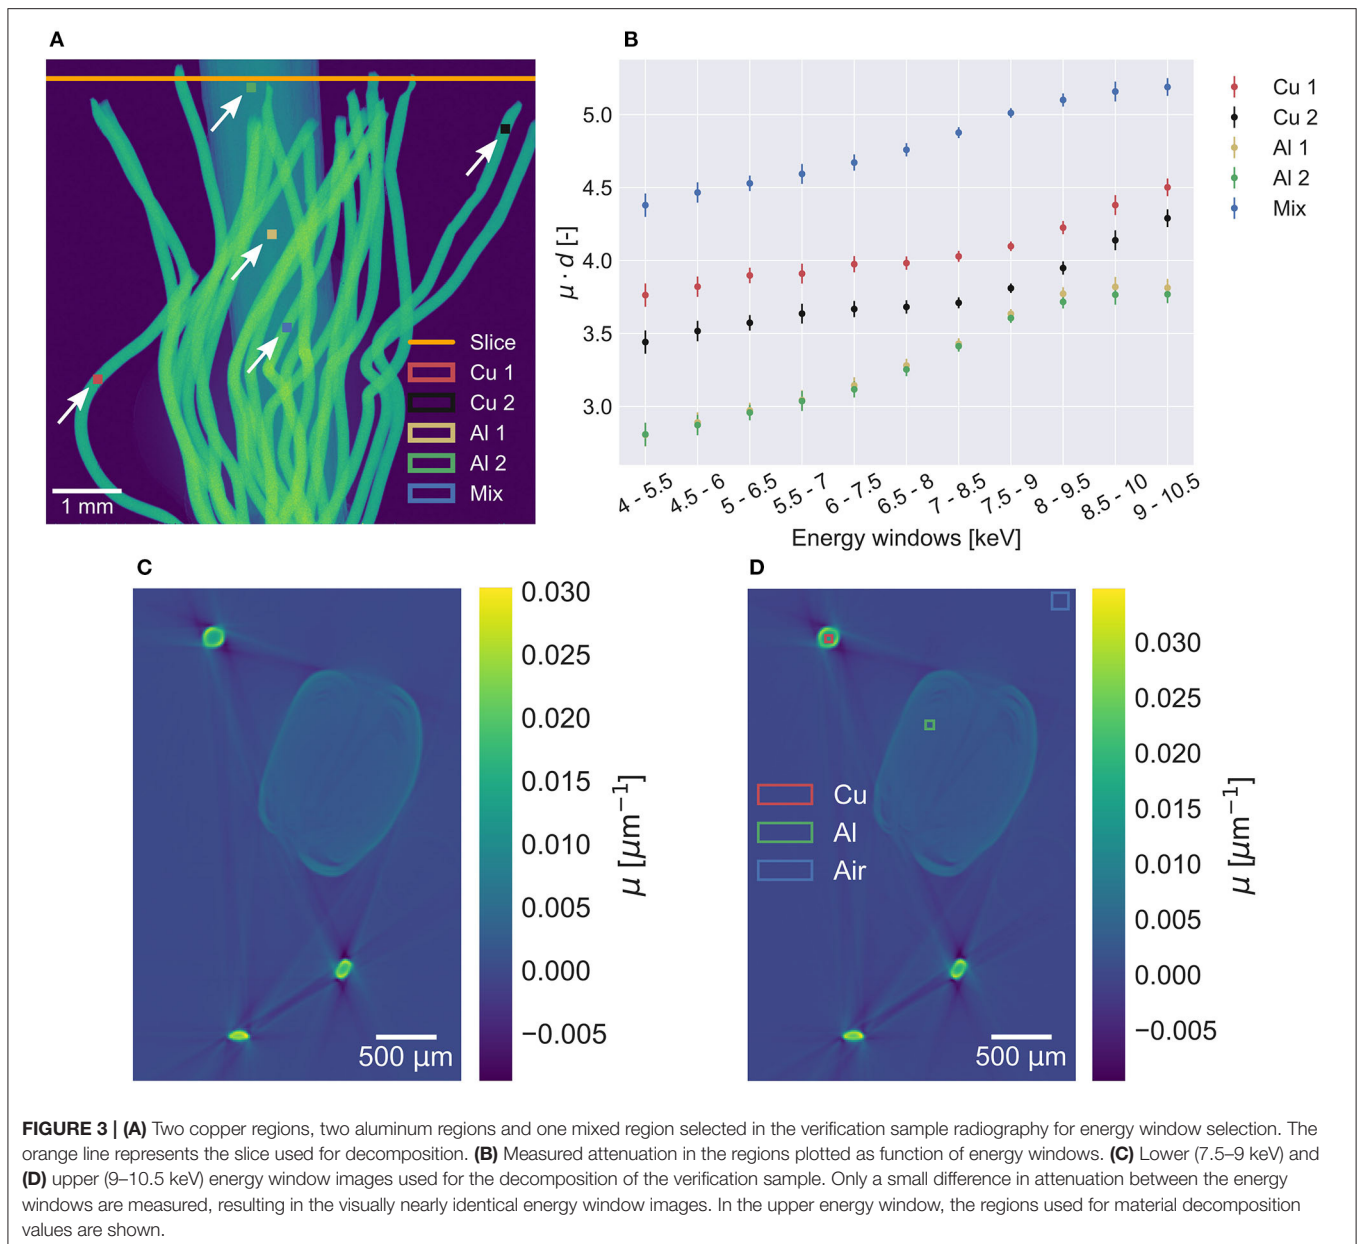 A
Slice
Cu 1
Cu 2
Al 1
Al 2
Mix
1 mm
B
5.0
4.5
4.0
3.5
3.0
μ · d [-]
4 - 5.5
4.5 - 6
5 - 6.5
5.5 - 7
6 - 7.5
6.5 - 8
7 - 8.5
7.5 - 9
8 - 9.5
8.5 - 10
9 - 10.5
Energy windows [keV]
Cu 1
Cu 2
Al 1
Al 2
Mix
C
500 μm
0.030
0.025
0.020
0.015
0.010
0.005
0.000
−0.005
μ [μm⁻¹]
D
Cu
Al
Air
500 μm
0.030
0.025
0.020
0.015
0.010
0.005
0.000
−0.005
μ [μm⁻¹]
FIGURE 3 | (A) Two copper regions, two aluminum regions and one mixed region selected in the verification sample radiography for energy window selection. The
orange line represents the slice used for decomposition. (B) Measured attenuation in the regions plotted as function of energy windows. (C) Lower (7.5–9 keV) and
(D) upper (9–10.5 keV) energy window images used for the decomposition of the verification sample. Only a small difference in attenuation between the energy
windows are measured, resulting in the visually nearly identical energy window images. In the upper energy window, the regions used for material decomposition
values are shown.